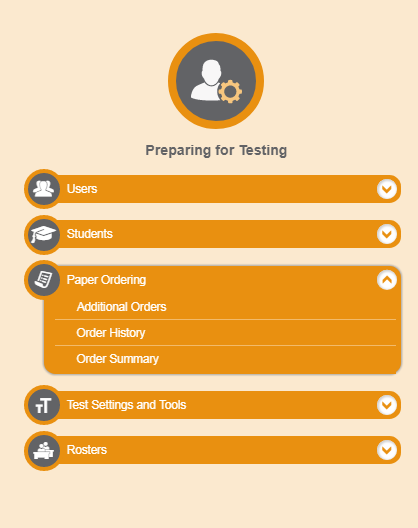 Preparing for Testing
Users
Students
Paper Ordering
Additional Orders
Order History
Order Summary
Test Settings and Tools
Rosters